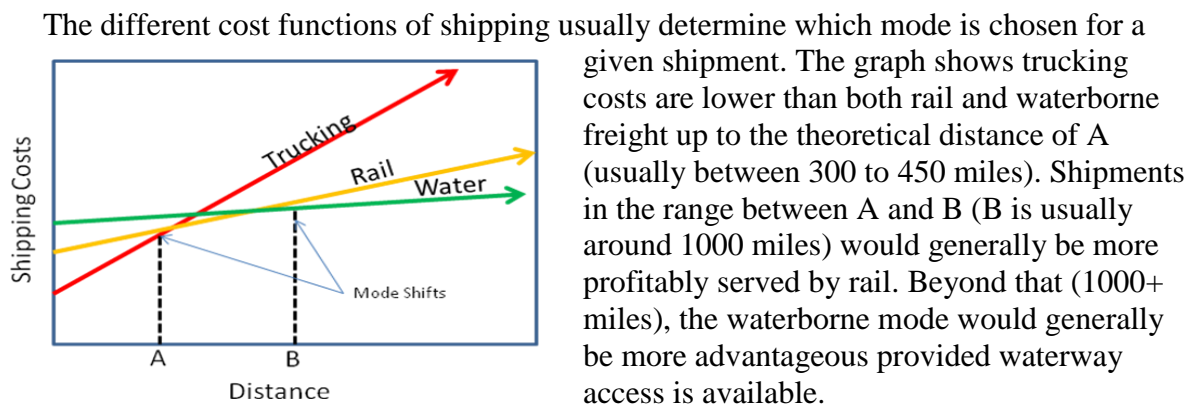 The different cost functions of shipping usually determine which mode is chosen for a
given shipment. The graph shows trucking
costs are lower than both rail and waterborne
freight up to the theoretical distance of A
(usually between 300 to 450 miles). Shipments
in the range between A and B (B is usually
around 1000 miles) would generally be more
profitably served by rail. Beyond that (1000+
miles), the waterborne mode would generally
be more advantageous provided waterway
access is available.
Shipping Costs
Trucking
Rail
Water
Mode Shifts
A
B
Distance